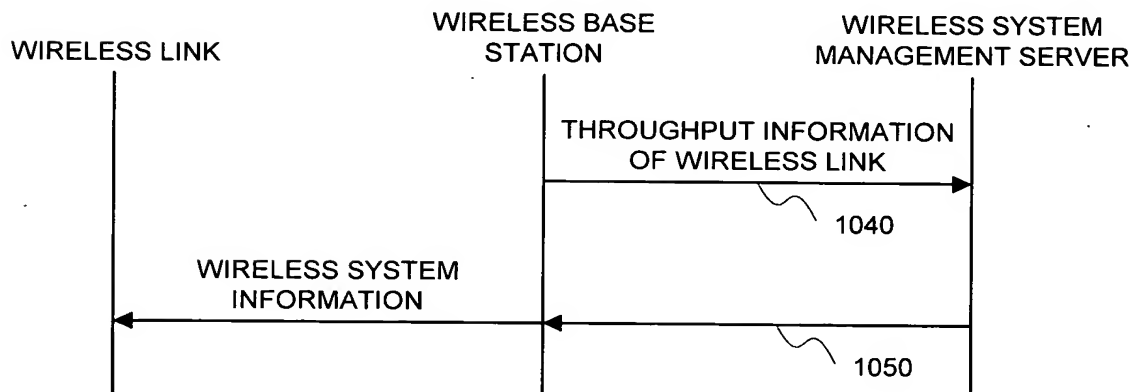 WIRELESS LINK
WIRELESS BASE
STATION
WIRELESS SYSTEM
MANAGEMENT SERVER
THROUGHPUT INFORMATION
OF WIRELESS LINK
1040
WIRELESS SYSTEM
INFORMATION
1050